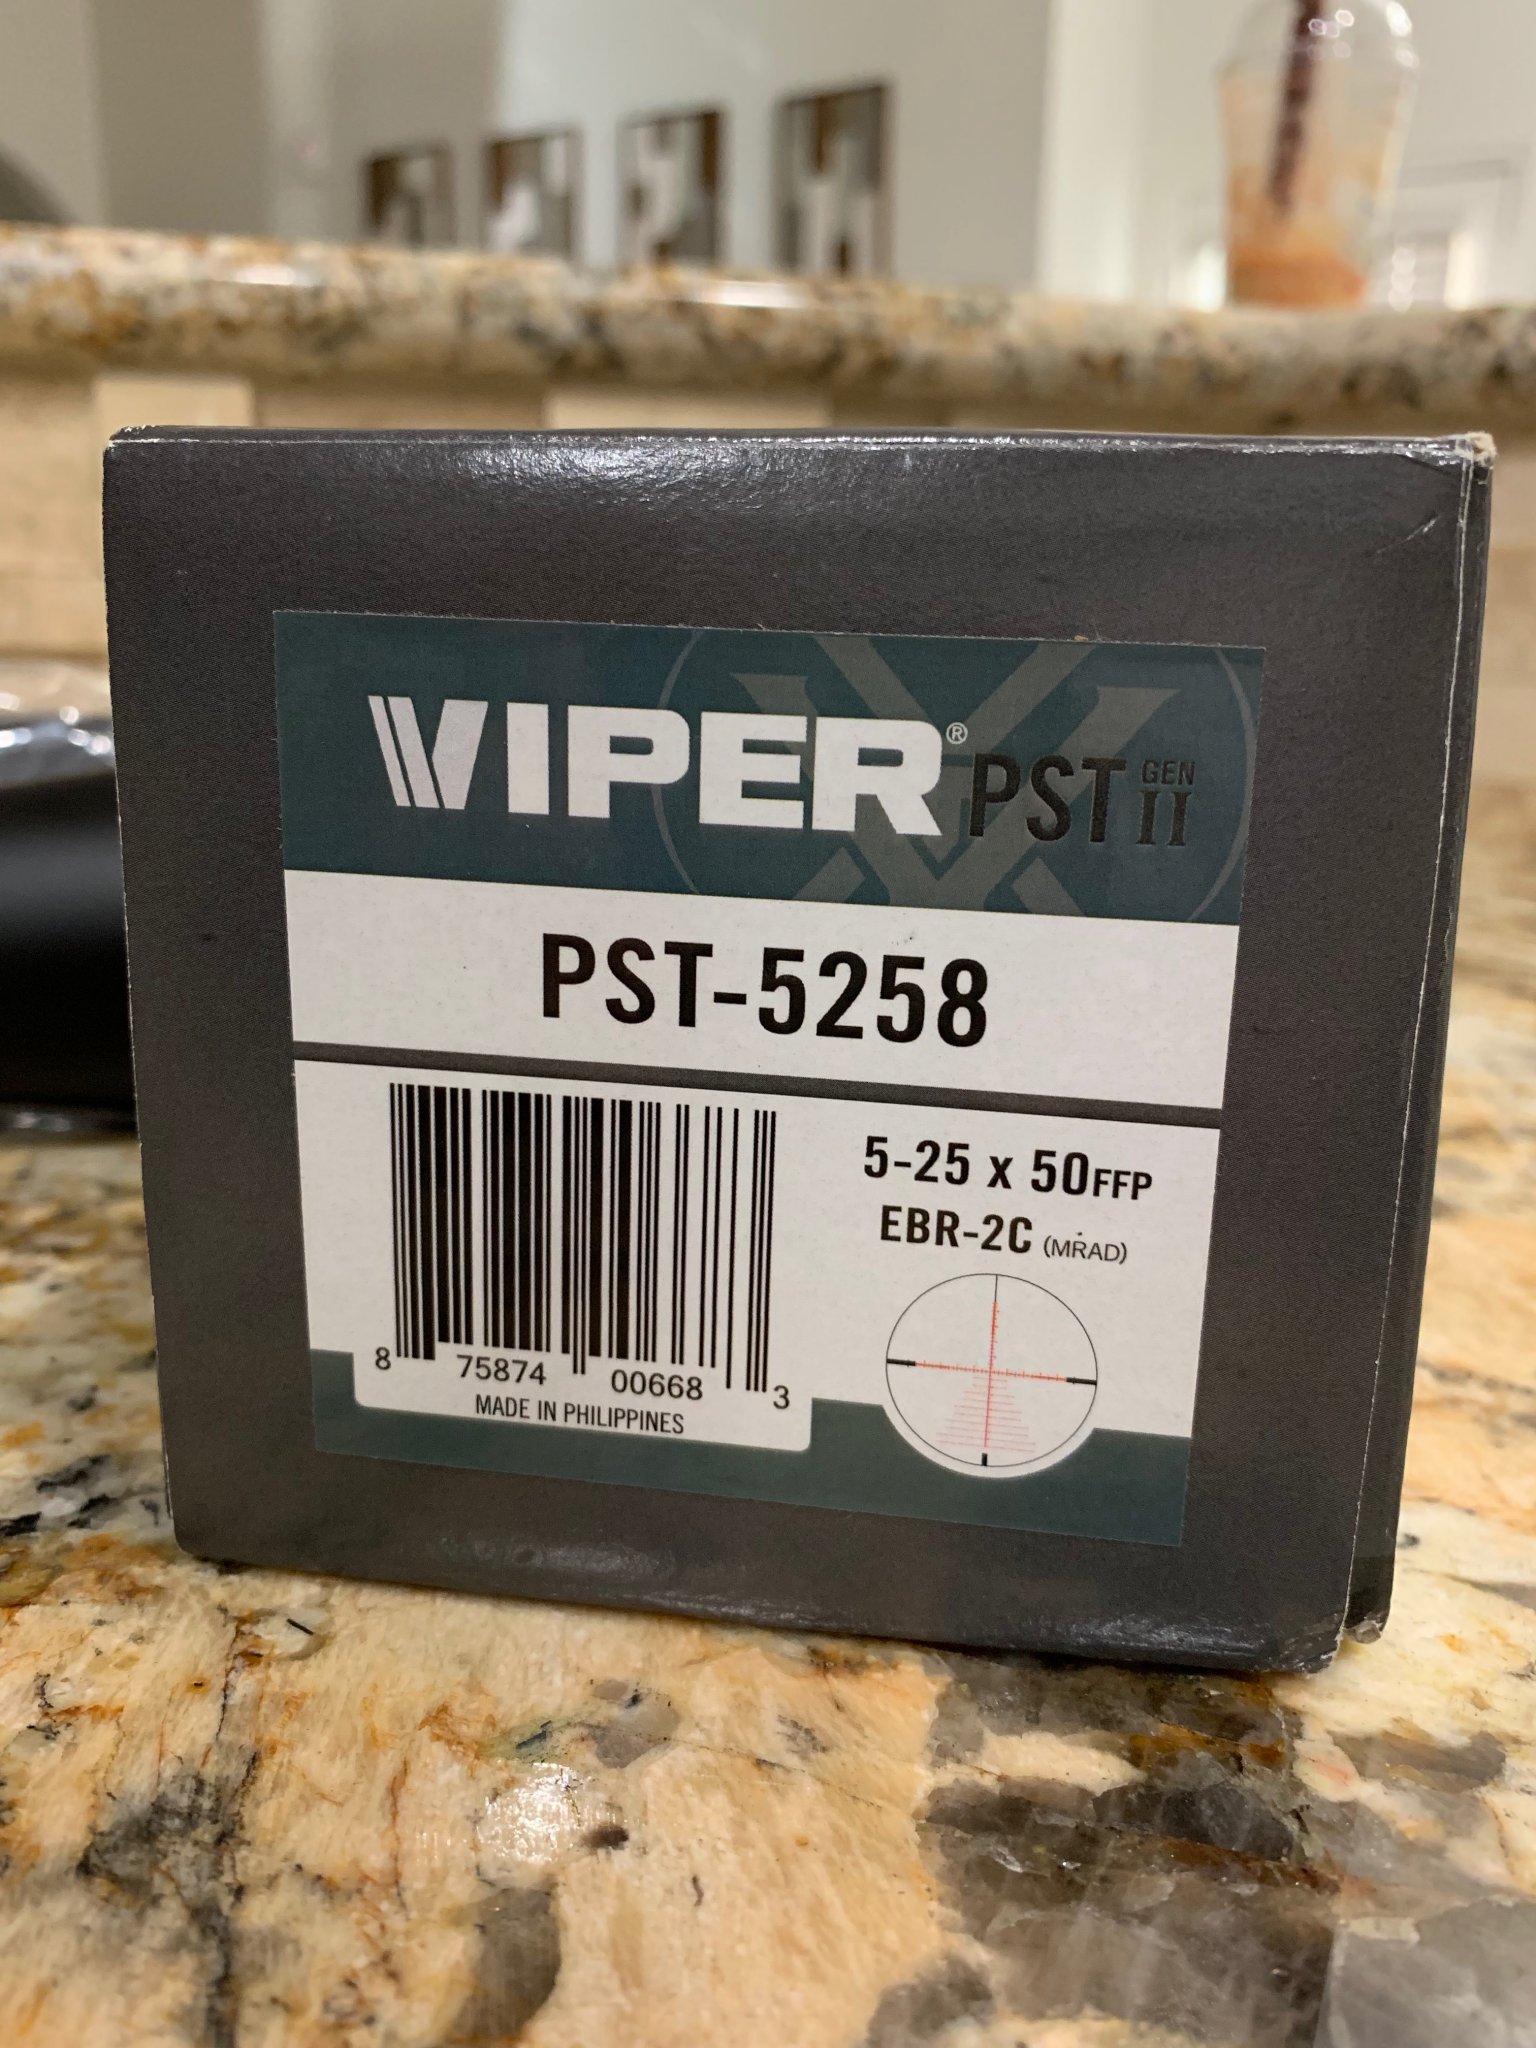 VIPER® PST GEN II
PST-5258
5-25 x 50FFP
EBR-2C (MRAD)
8 75874 00668 3
MADE IN PHILIPPINES